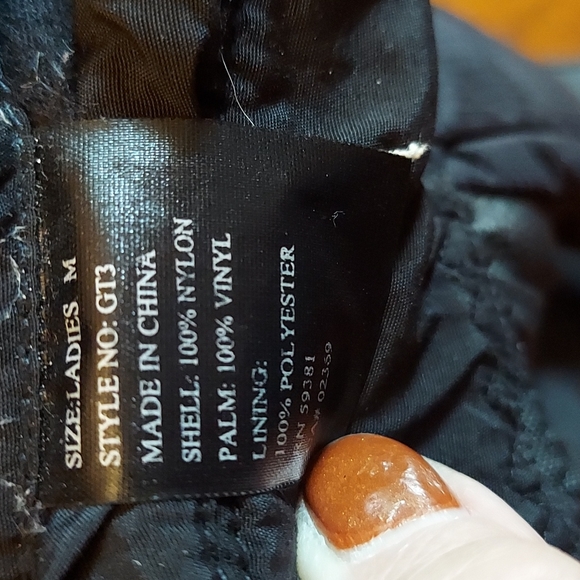 SIZE:LADIES M
STYLE NO: GT3
MADE IN CHINA
SHELL: 100% NYLON
PALM: 100% VINYL
LINING:
100% POLYESTER
RN 59381
02359